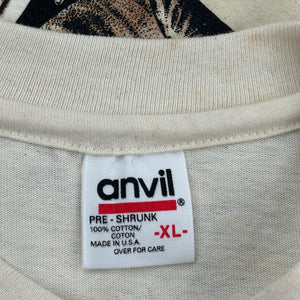 anvil®
PRE - SHRUNK
100% COTTON/
COTON
-XL-
MADE IN U.S.A.
OVER FOR CARE